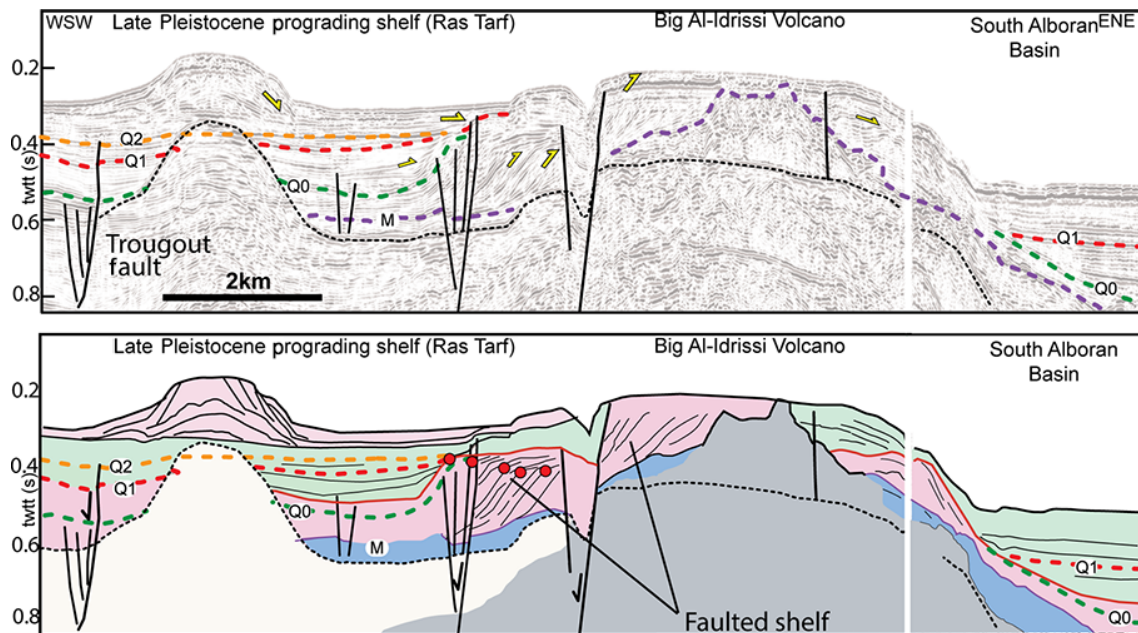 WSW
Late Pleistocene prograding shelf (Ras Tarf)
Big Al-Idrissi Volcano
South Alboran ENE
Basin
0.2
0.4
twtt (s)
0.6
0.8
Q2
Q1
Q0
M
Q1
Q0
Trougout
fault
2km
Late Pleistocene prograding shelf (Ras Tarf)
Big Al-Idrissi Volcano
South Alboran
Basin
0.2
0.4
twtt (s)
0.6
0.8
Q2
Q1
Q0
M
Q1
Q0
Faulted shelf